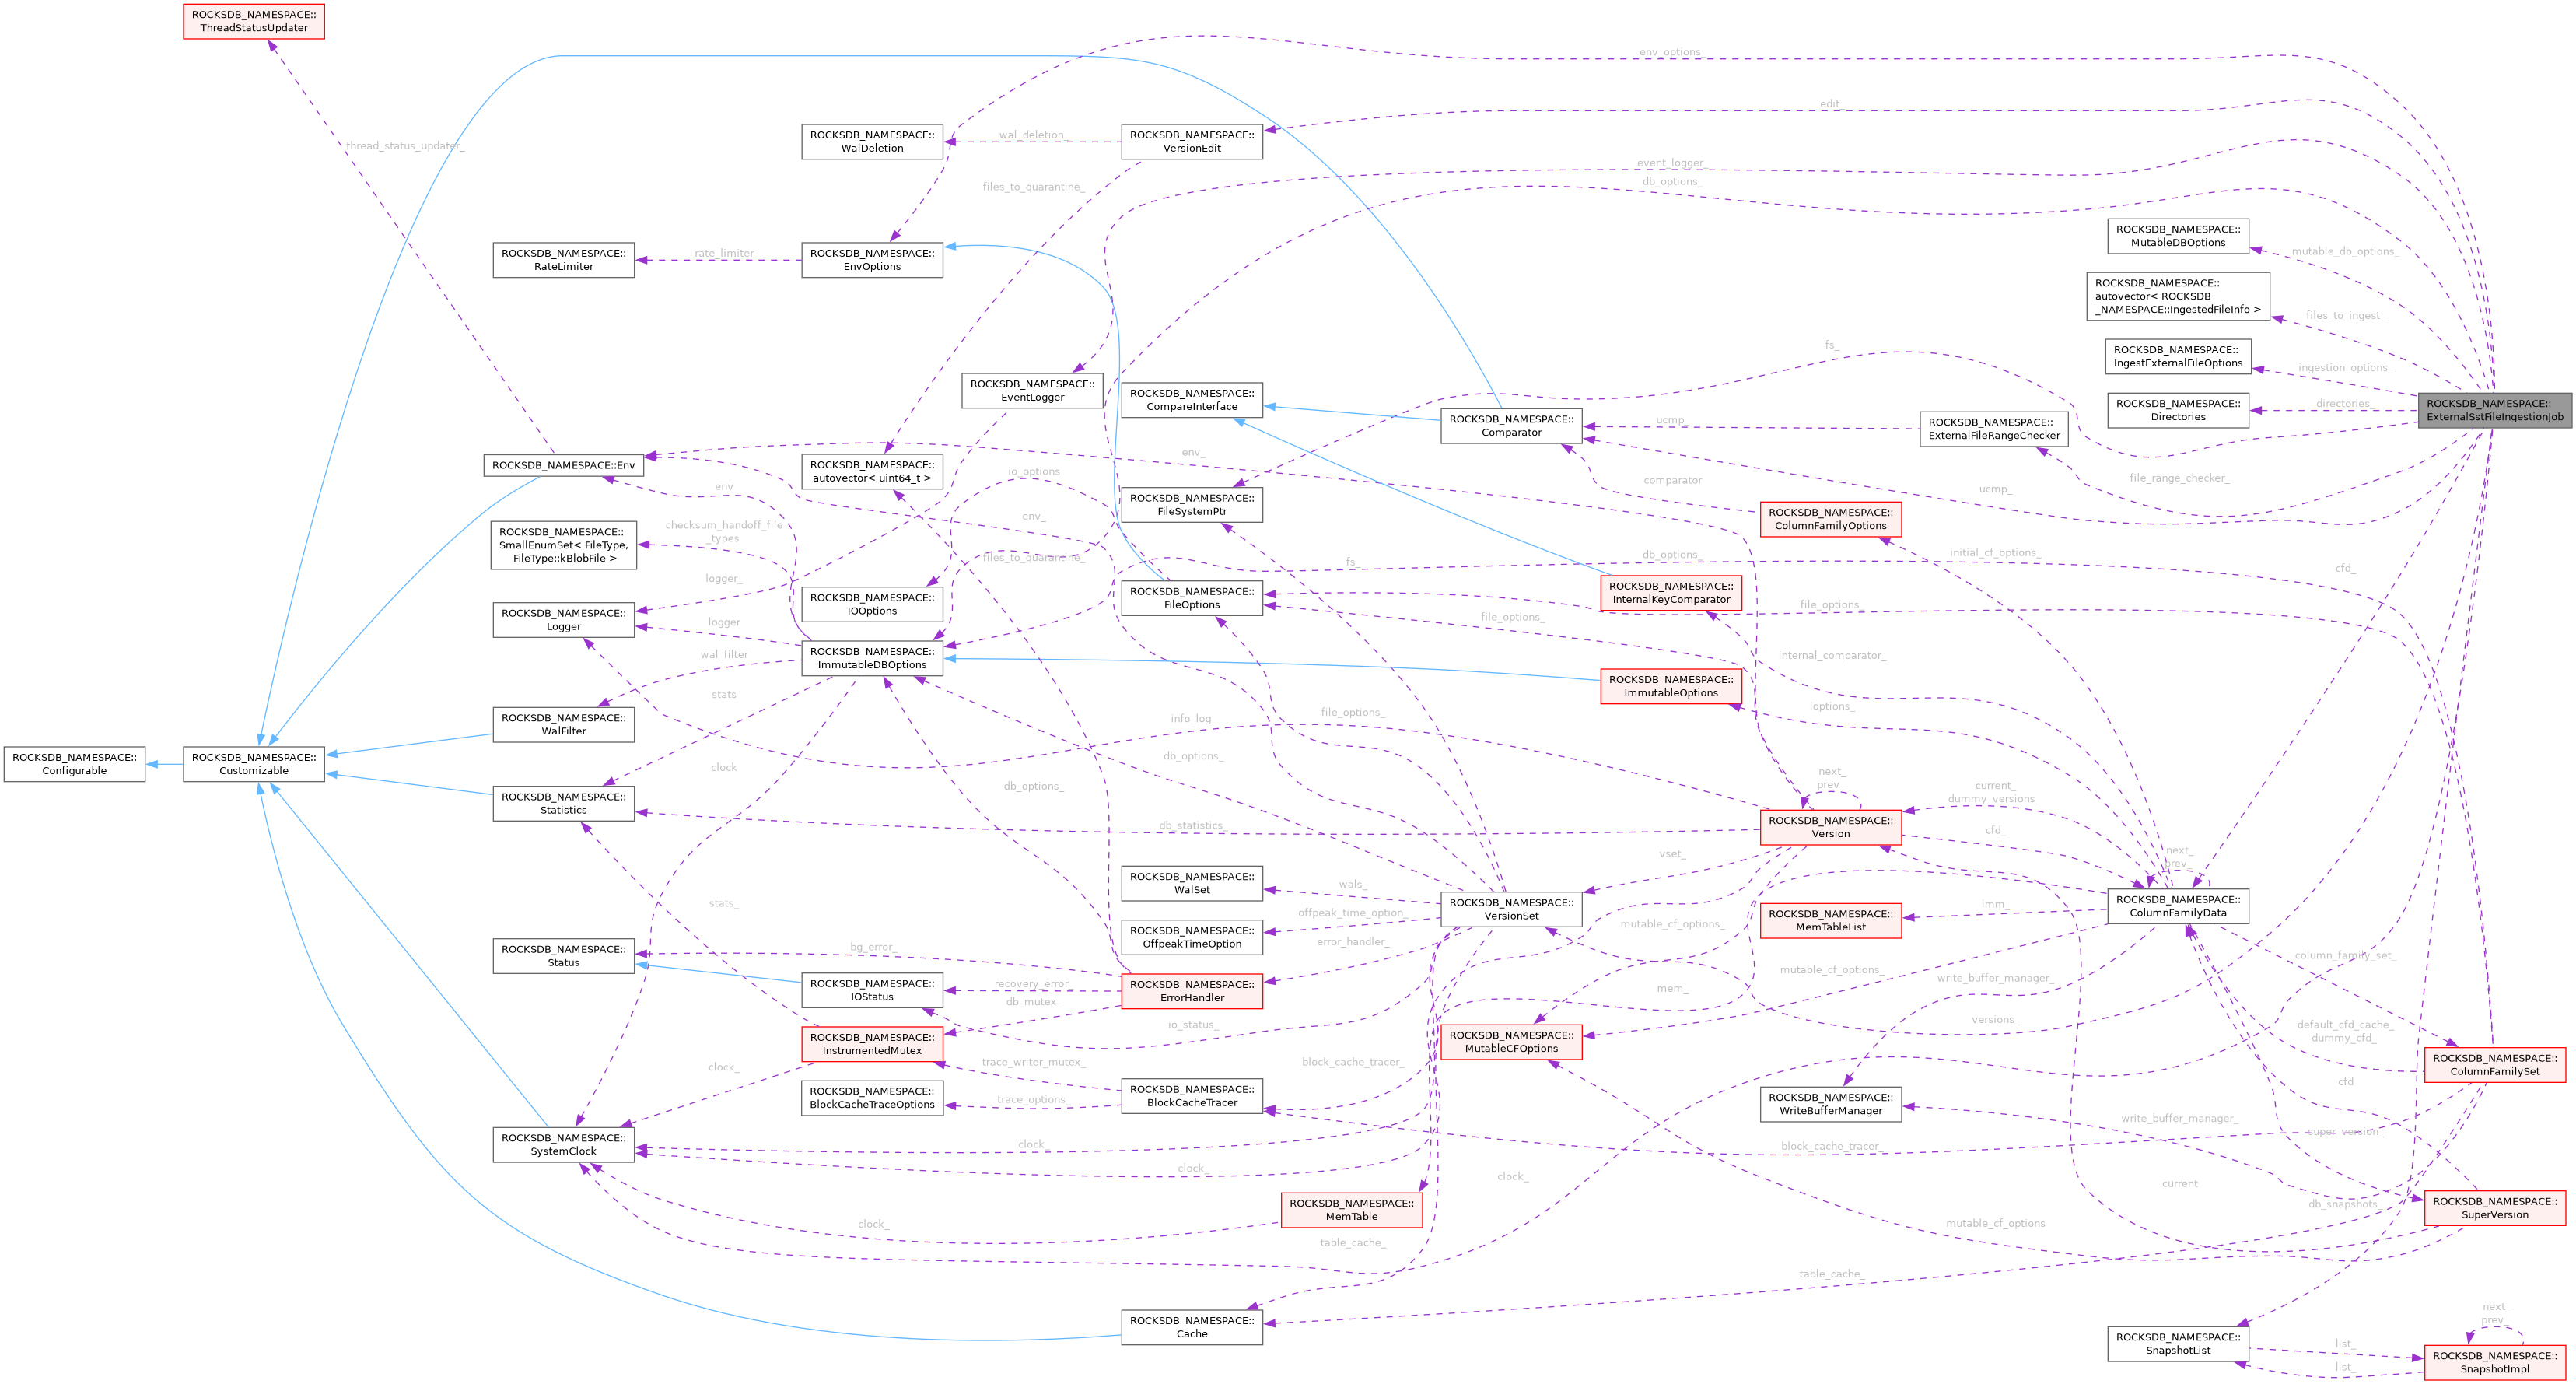 ROCKSDB_NAMESPACE::
ThreadStatusUpdater
env_options_
edit_
ROCKSDB_NAMESPACE::
WalDeletion
wal_deletion_
ROCKSDB_NAMESPACE::
VersionEdit
thread_status_updater_
event_logger_
db_options_
files_to_quarantine_
ROCKSDB_NAMESPACE::
MutableDBOptions
mutable_db_options_
ROCKSDB_NAMESPACE::
RateLimiter
rate_limiter
ROCKSDB_NAMESPACE::
EnvOptions
ROCKSDB_NAMESPACE::
autovector< ROCKSDB
_NAMESPACE::IngestedFileInfo >
files_to_ingest_
fs_
ROCKSDB_NAMESPACE::
IngestExternalFileOptions
ingestion_options_
ROCKSDB_NAMESPACE::
EventLogger
ROCKSDB_NAMESPACE::
CompareInterface
ROCKSDB_NAMESPACE::
Directories
directories_
ROCKSDB_NAMESPACE::
ExternalSstFileIngestionJob
ROCKSDB_NAMESPACE::
Comparator
ucmp_
ROCKSDB_NAMESPACE::
ExternalFileRangeChecker
ROCKSDB_NAMESPACE::Env
ROCKSDB_NAMESPACE::
autovector< uint64_t >
io_options
env_
comparator
file_range_checker_
ucmp_
env
ROCKSDB_NAMESPACE::
FileSystemPtr
ROCKSDB_NAMESPACE::
ColumnFamilyOptions
env_
ROCKSDB_NAMESPACE::
SmallEnumSet< FileType,
FileType::kBlobFile >
checksum_handoff_file
_types
files_to_quarantine_
fs_
db_options_
initial_cf_options_
cfd_
logger_
ROCKSDB_NAMESPACE::
IOOptions
ROCKSDB_NAMESPACE::
FileOptions
ROCKSDB_NAMESPACE::
InternalKeyComparator
file_options_
ROCKSDB_NAMESPACE::
Logger
logger
file_options_
ROCKSDB_NAMESPACE::
ImmutableDBOptions
wal_filter
internal_comparator_
stats
ROCKSDB_NAMESPACE::
ImmutableOptions
ioptions_
ROCKSDB_NAMESPACE::
WalFilter
info_log_
file_options_
ROCKSDB_NAMESPACE::
Configurable
ROCKSDB_NAMESPACE::
Customizable
clock
db_options_
db_options_
next_
prev_
current_
dummy_versions_
ROCKSDB_NAMESPACE::
Statistics
db_statistics_
ROCKSDB_NAMESPACE::
Version
cfd_
vset_
next_
prev_
ROCKSDB_NAMESPACE::
WalSet
wals_
ROCKSDB_NAMESPACE::
VersionSet
stats_
offpeak_time_option_
ROCKSDB_NAMESPACE::
MemTableList
imm_
ROCKSDB_NAMESPACE::
ColumnFamilyData
mutable_cf_options_
ROCKSDB_NAMESPACE::
OffpeakTimeOption
error_handler_
ROCKSDB_NAMESPACE::
Status
bg_error_
column_family_set_
mutable_cf_options_
write_buffer_manager_
ROCKSDB_NAMESPACE::
IOStatus
recovery_error_
ROCKSDB_NAMESPACE::
ErrorHandler
db_mutex_
mem_
io_status_
versions_
default_cfd_cache_
dummy_cfd_
ROCKSDB_NAMESPACE::
InstrumentedMutex
ROCKSDB_NAMESPACE::
MutableCFOptions
trace_writer_mutex_
block_cache_tracer_
clock_
ROCKSDB_NAMESPACE::
ColumnFamilySet
cfd
ROCKSDB_NAMESPACE::
BlockCacheTraceOptions
trace_options_
ROCKSDB_NAMESPACE::
BlockCacheTracer
ROCKSDB_NAMESPACE::
WriteBufferManager
write_buffer_manager_
super_version_
ROCKSDB_NAMESPACE::
SystemClock
clock_
block_cache_tracer_
clock_
clock_
current
ROCKSDB_NAMESPACE::
MemTable
db_snapshots_
ROCKSDB_NAMESPACE::
SuperVersion
clock_
mutable_cf_options
table_cache_
table_cache_
ROCKSDB_NAMESPACE::
Cache
next_
prev_
ROCKSDB_NAMESPACE::
SnapshotList
list_
list_
ROCKSDB_NAMESPACE::
SnapshotImpl